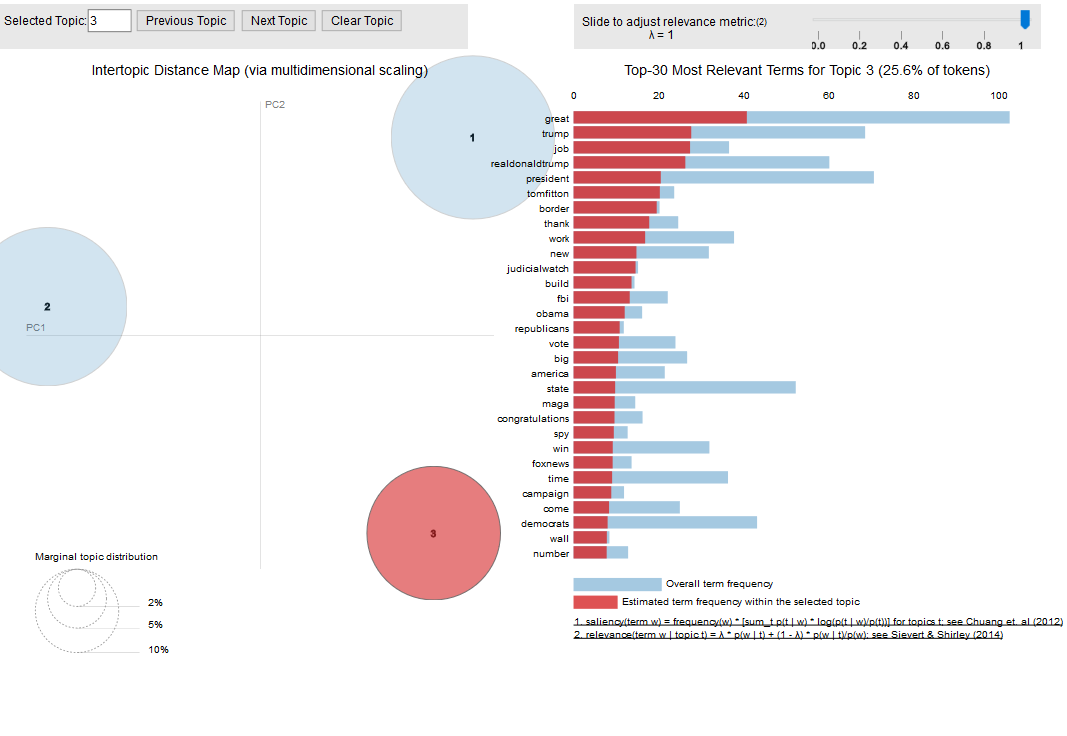 Selected Topic: 3 Previous Topic Next Topic Clear Topic
Slide to adjust relevance metric:(2)
λ = 1
0.0 0.2 0.4 0.6 0.8 1
Intertopic Distance Map (via multidimensional scaling)
PC2
1
2
PC1
3
Marginal topic distribution
2%
5%
10%
Top-30 Most Relevant Terms for Topic 3 (25.6% of tokens)
0 20 40 60 80 100
great
trump
job
realdonaldtrump
president
tomfitton
border
thank
work
new
judicialwatch
build
fbi
obama
republicans
vote
big
america
state
maga
congratulations
spy
win
foxnews
time
campaign
come
democrats
wall
number
Overall term frequency
Estimated term frequency within the selected topic
1. saliency(term w) = frequency(w) * [sum_t p(t | w) * log(p(t | w)/p(t))] for topics t; see Chuang et. al (2012)
2. relevance(term w | topic t) = λ * p(w | t) + (1 - λ) * p(w | t)/p(w); see Sievert & Shirley (2014)